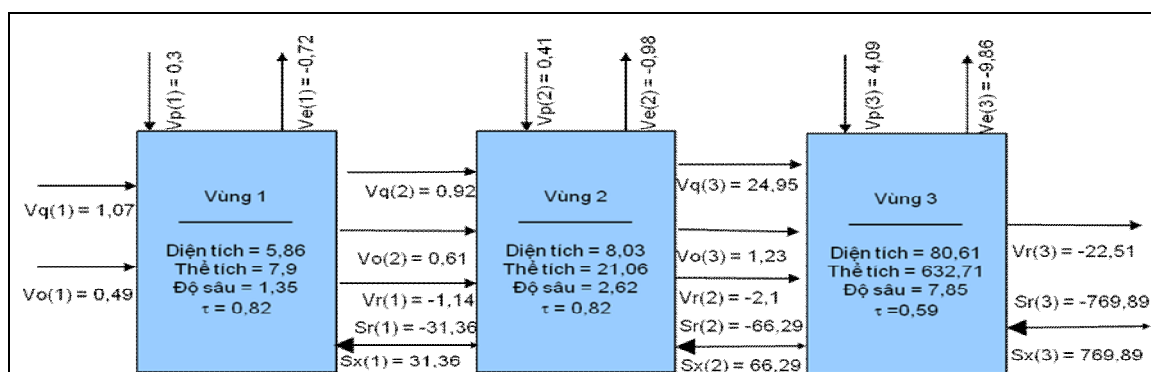 Vp(1) = 0,3
Ve(1) = -0,72
Vp(2) = 0,41
Ve(2) = -0,98
Vp(3) = 4,09
Ve(3) = -9,86
Vq(1) = 1,07
Vo(1) = 0,49
Vùng 1
Diện tích = 5,86
Thể tích = 7,9
Độ sâu = 1,35
τ = 0,82
Vq(2) = 0,92
Vo(2) = 0,61
Vr(1) = -1,14
Sr(1) = -31,36
Sx(1) = 31,36
Vùng 2
Diện tích = 8,03
Thể tích = 21,06
Độ sâu = 2,62
τ = 0,82
Vq(3) = 24,95
Vo(3) = 1,23
Vr(2) = -2,1
Sr(2) = -66,29
Sx(2) = 66,29
Vùng 3
Diện tích = 80,61
Thể tích = 632,71
Độ sâu = 7,85
τ =0,59
Vr(3) = -22,51
Sr(3) = -769,89
Sx(3) = 769,89